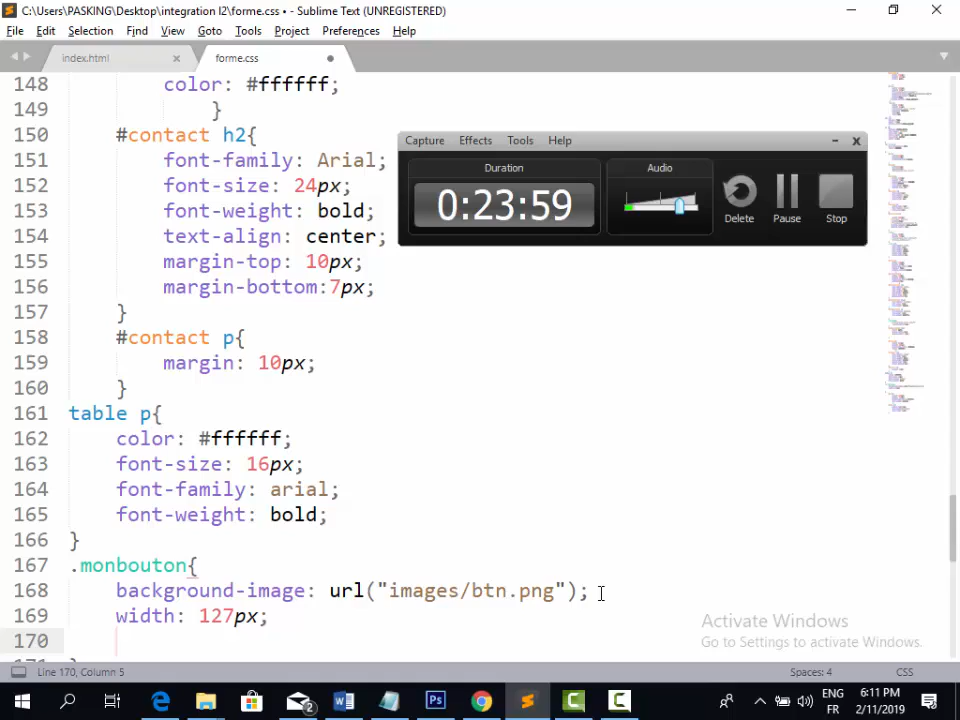 C:\Users\PASKING\Desktop\integration l2\forme.css • - Sublime Text (UNREGISTERED)
File Edit Selection Find View Goto Tools Project Preferences Help
index.html forme.css
148 color: #ffffff;
149 }
150 #contact h2{
151 font-family: Arial;
152 font-size: 24px;
153 font-weight: bold;
154 text-align: center;
155 margin-top: 10px;
156 margin-bottom:7px;
157 }
158 #contact p{
159 margin: 10px;
160 }
161 table p{
162 color: #ffffff;
163 font-size: 16px;
164 font-family: arial;
165 font-weight: bold;
166 }
167 .monbouton{
168 background-image: url("images/btn.png");
169 width: 127px;
170
171 }
Capture Effects Tools Help
Duration Audio
0:23:59
Delete Pause Stop
Activate Windows
Go to Settings to activate Windows.
Line 170, Column 5 Spaces: 4 CSS
2
Ps
ENG
FR
6:11 PM
2/11/2019